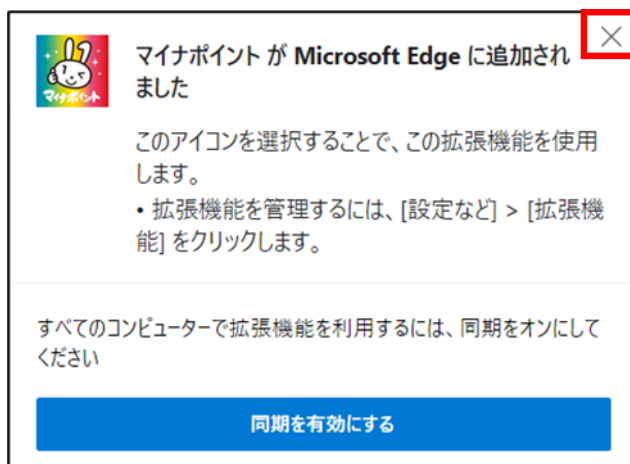 マイナポイント が Microsoft Edge に追加され
ました
マイナポイント
このアイコンを選択することで、この拡張機能を使用
します。
• 拡張機能を管理するには、[設定など] > [拡張機
能] をクリックします。
すべてのコンピューターで拡張機能を利用するには、同期をオンにして
ください
同期を有効にする